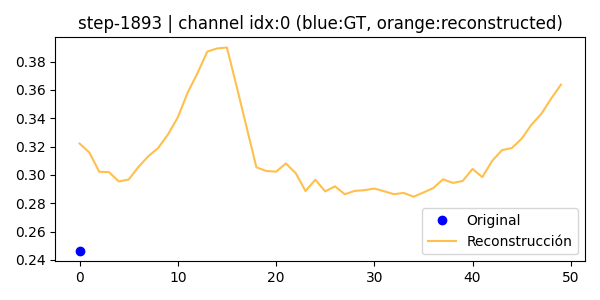 step-1893 | channel idx:0 (blue:GT, orange:reconstructed)
0.38
0.36
0.34
0.32
0.30
0.28
0.26
0.24
Original
Reconstrucción
0 10 20 30 40 50